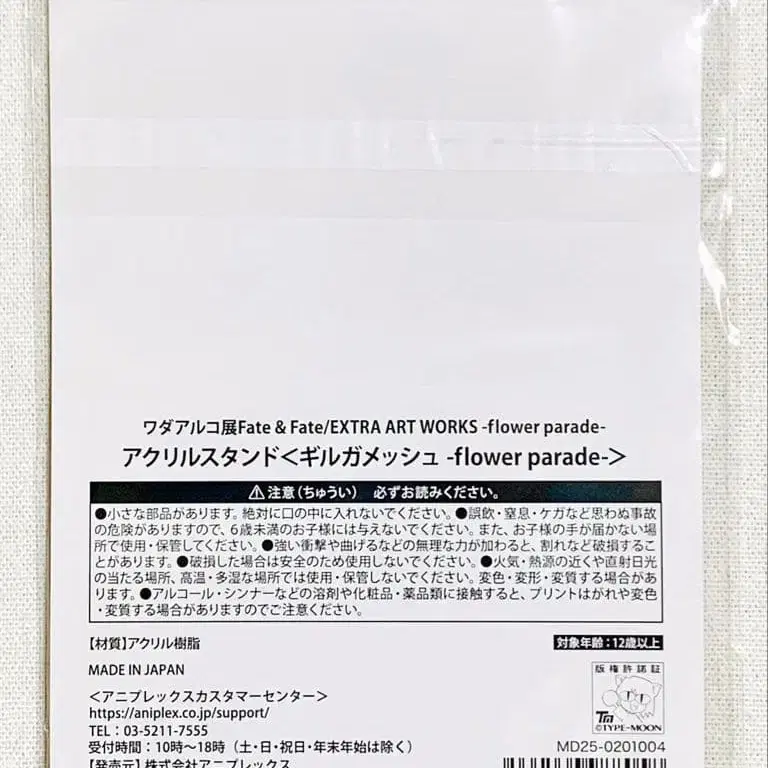 ワダアルコ展Fate & Fate/EXTRA ART WORKS -flower parade-
アクリルスタンド＜ギルガメッシュ -flower parade-＞
⚠注意（ちゅうい）　必ずお読みください。
●小さな部品があります。絶対に口の中に入れないでください。●誤飲・窒息・ケガなど思わぬ事故
の危険がありますので、6歳未満のお子様には与えないでください。また、お子様の手が届かない場
所で使用・保管してください。●強い衝撃や曲げるなどの無理な力が加わると、割れなど破損するこ
とがあります。●破損した場合は安全のため使用しないでください。●火気・熱源の近くや直射日光
の当たる場所、高温・多湿な場所では使用・保管しないでください。変色・変形・変質する場合があ
ります。●アルコール・シンナーなどの溶剤や化粧品・薬品類に接触すると、プリントはがれや変色
・変質する場合がありますのでご注意ください。
【材質】アクリル樹脂
対象年齢：12歳以上
MADE IN JAPAN
版権許諾証
＜アニプレックスカスタマーセンター＞
https://aniplex.co.jp/support/
TEL：03-5211-7555
TM
©TYPE-MOON
受付時間：10時～18時（土・日・祝日・年末年始は除く）
MD25-0201004
【発売元】株式会社アニプレックス